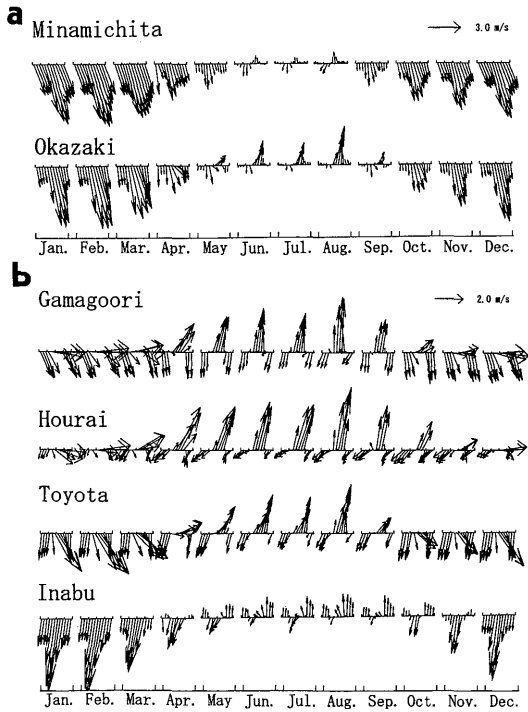 a
Minamichita
3.0 m/s
Okazaki
Jan. Feb. Mar. Apr. May Jun. Jul. Aug. Sep. Oct. Nov. Dec.
b
Gamagoori
2.0 m/s
Hourai
Toyota
Inabu
Jan. Feb. Mar. Apr. May Jun. Jul. Aug. Sep. Oct. Nov. Dec.